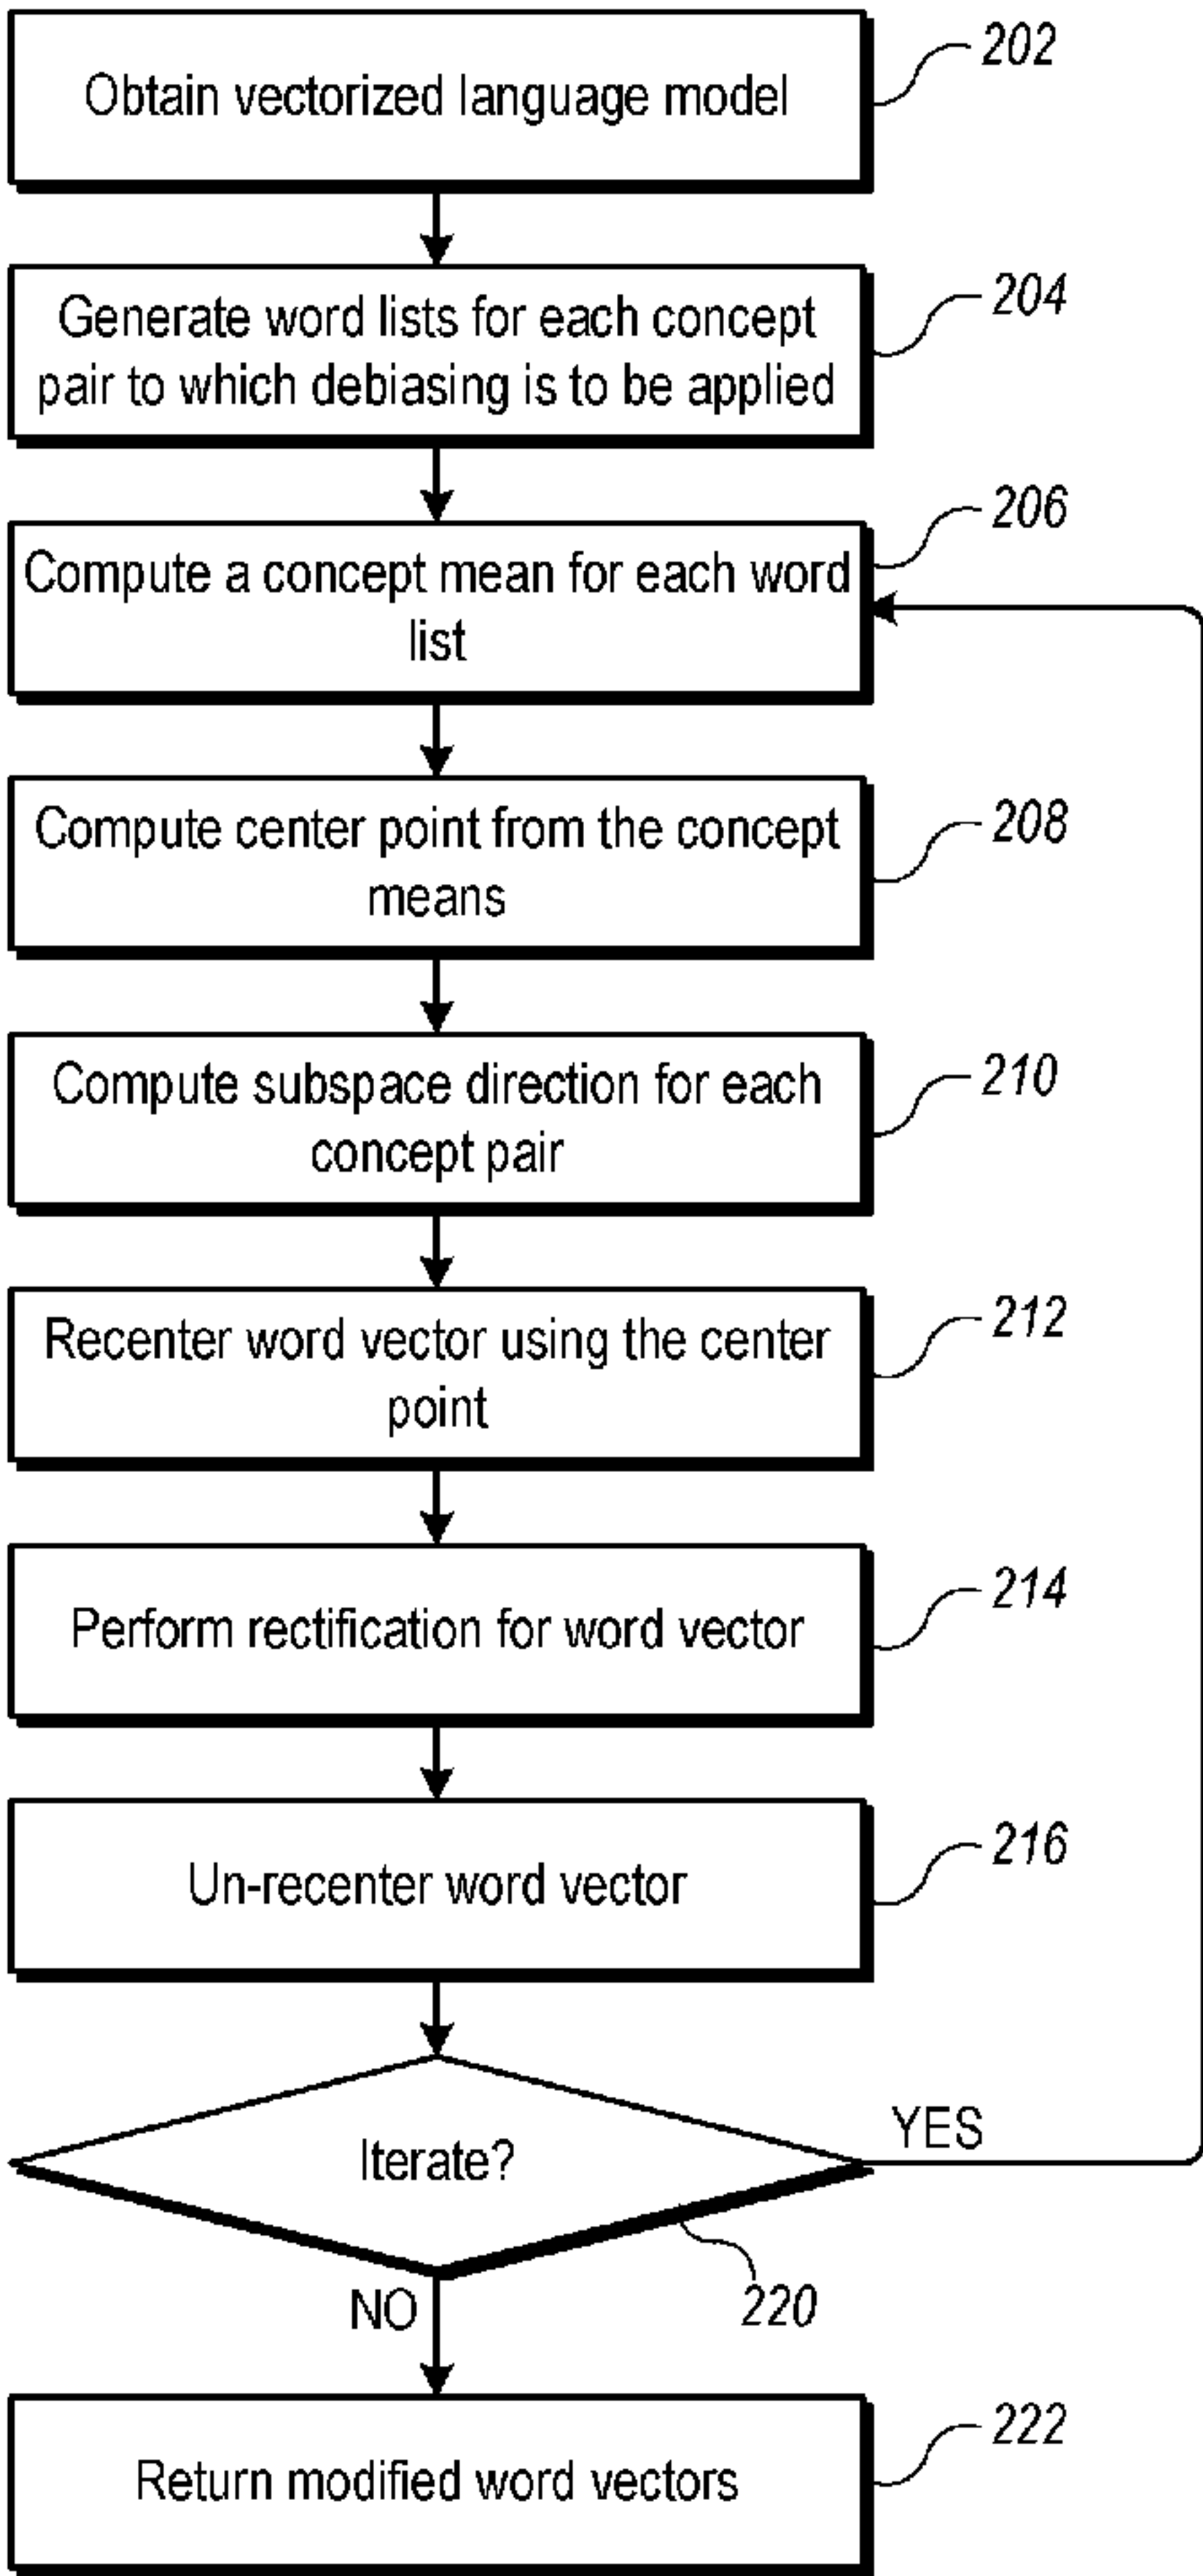 Obtain vectorized language model
202
Generate word lists for each concept
pair to which debiasing is to be applied
204
Compute a concept mean for each word
list
206
Compute center point from the concept
means
208
Compute subspace direction for each
concept pair
210
Recenter word vector using the center
point
212
Perform rectification for word vector
214
Un-recenter word vector
216
Iterate?
YES
220
NO
Return modified word vectors
222